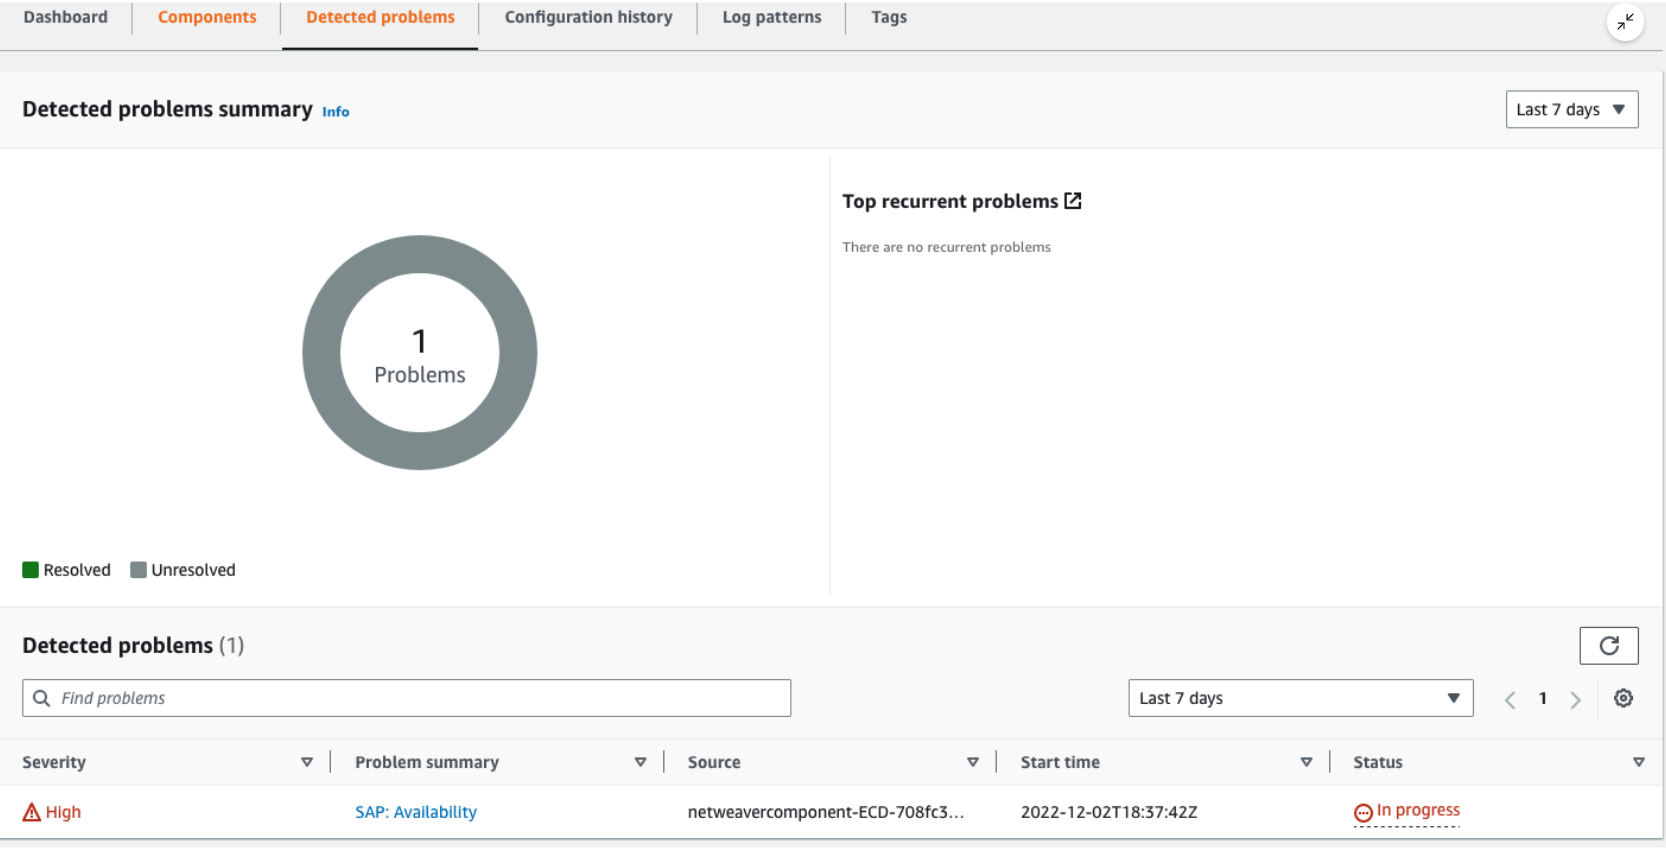 Dashboard Components Detected problems Configuration history Log patterns Tags
Detected problems summary Info
Last 7 days
Top recurrent problems
There are no recurrent problems
1
Problems
Resolved Unresolved
Detected problems (1)
Find problems
Last 7 days
1
Severity Problem summary Source Start time Status
High SAP: Availability netweavercomponent-ECD-708fc3... 2022-12-02T18:37:42Z In progress